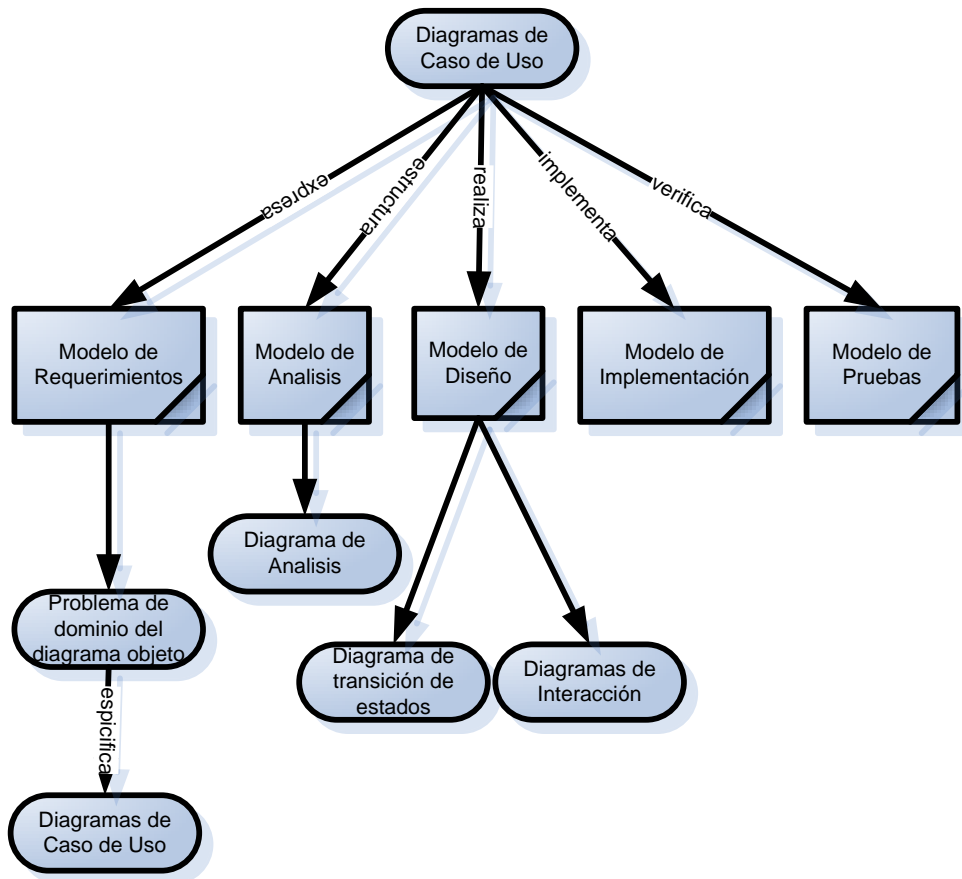 Diagramas de
Caso de Uso
expresa
estructura
realiza
implementa
verifica
Modelo de
Requerimientos
Modelo de
Analisis
Modelo de
Diseño
Modelo de
Implementación
Modelo de
Pruebas
Diagrama de
Analisis
Problema de
dominio del
diagrama objeto
Diagrama de
transición de
estados
Diagramas de
Interacción
espicifica
Diagramas de
Caso de Uso